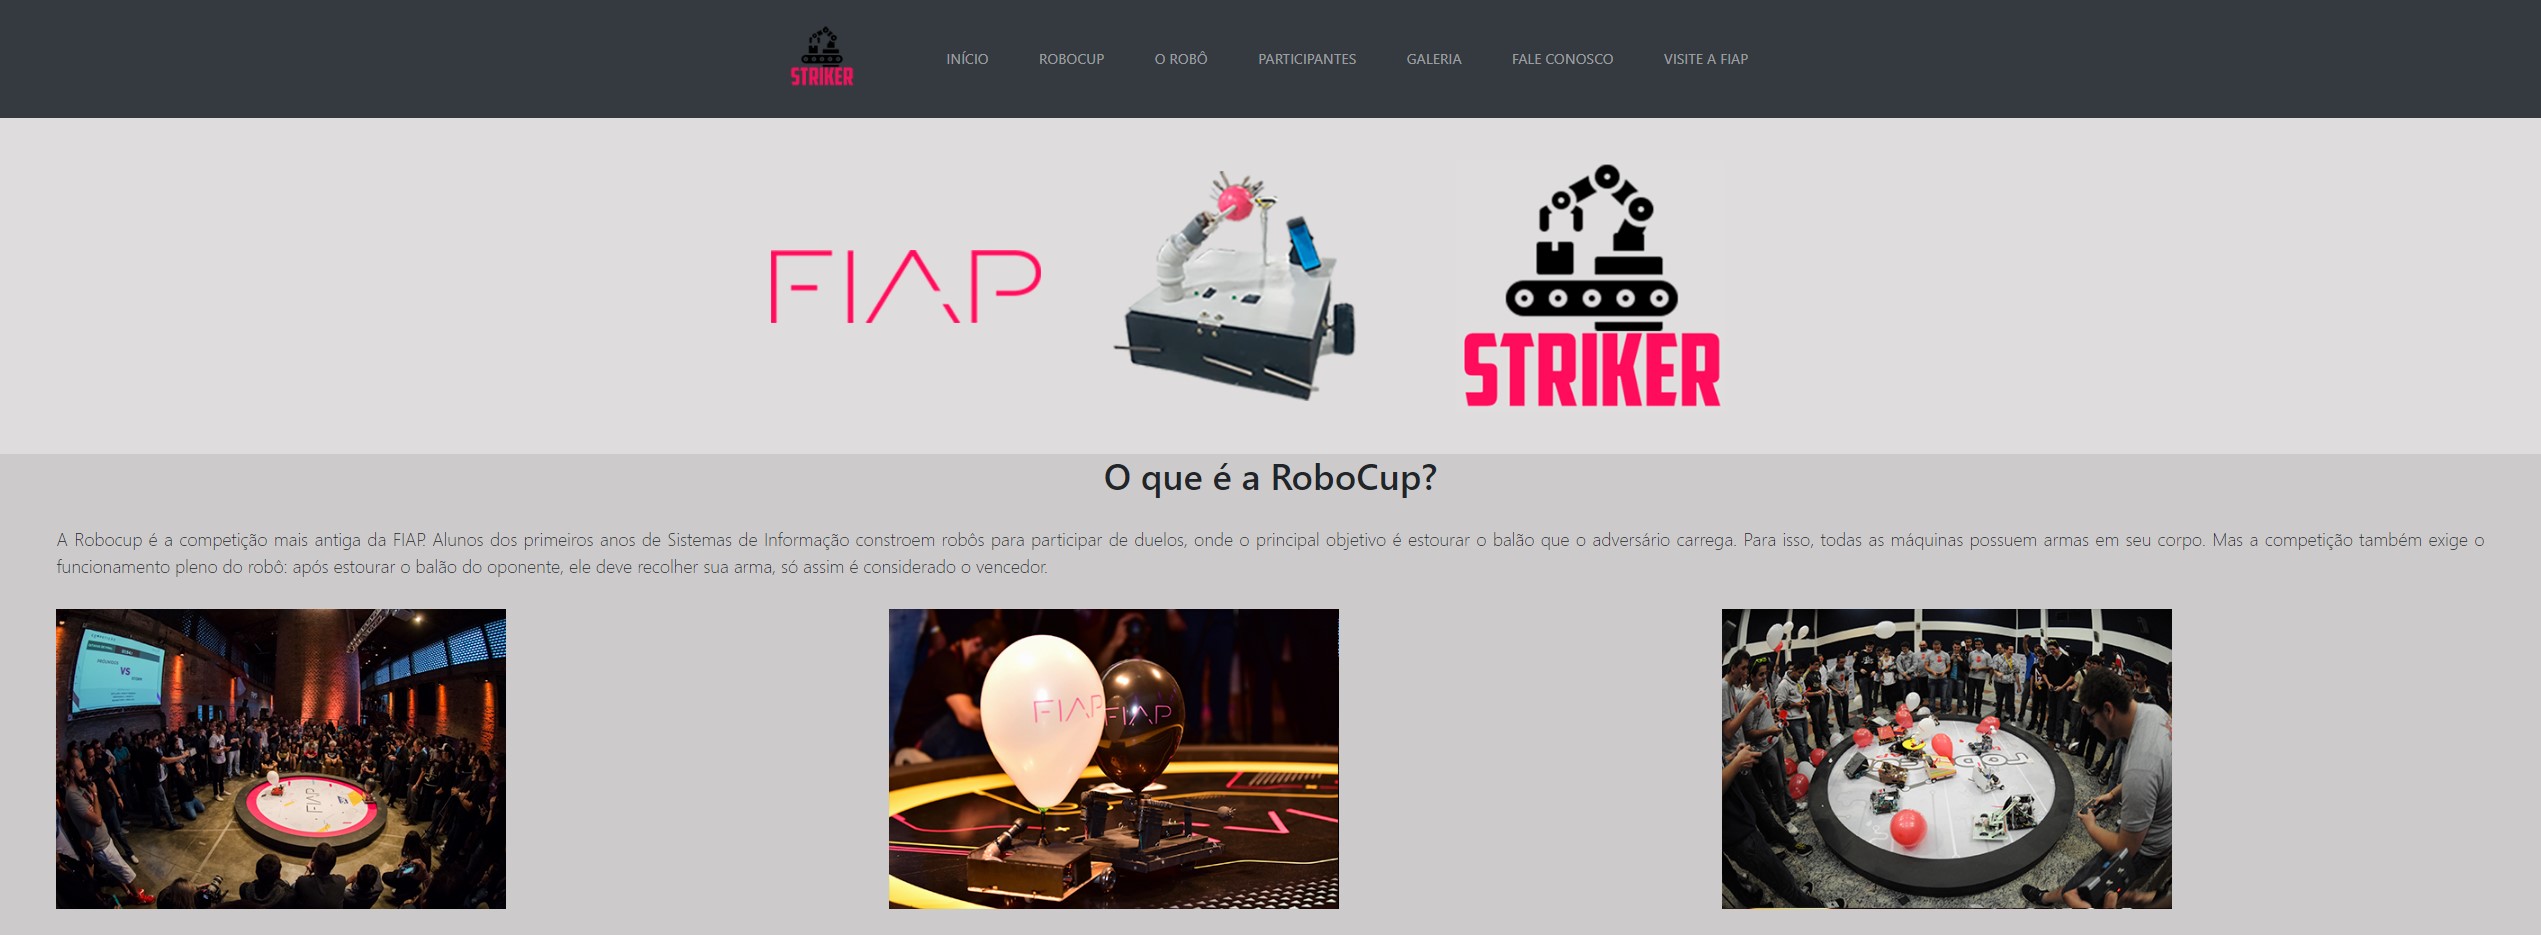 STRIKER
INÍCIO ROBOCUP O ROBÔ PARTICIPANTES GALERIA FALE CONOSCO VISITE A FIAP
FIAP
STRIKER
O que é a RoboCup?
A Robocup é a competição mais antiga da FIAP. Alunos dos primeiros anos de Sistemas de Informação constroem robôs para participar de duelos, onde o principal objetivo é estourar o balão que o adversário carrega. Para isso, todas as máquinas possuem armas em seu corpo. Mas a competição também exige o
funcionamento pleno do robô: após estourar o balão do oponente, ele deve recolher sua arma, só assim é considerado o vencedor.
VS
FIAP
FIAP
FIAP